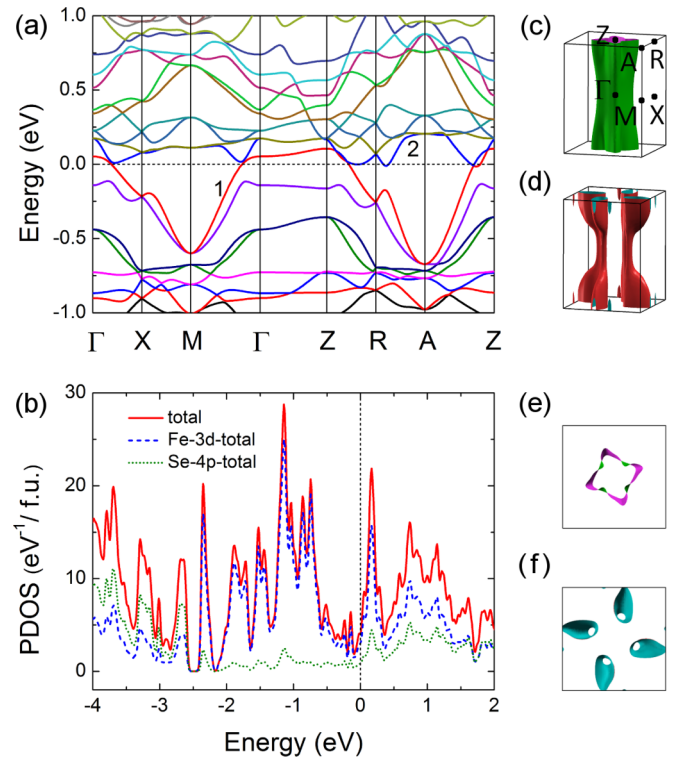 (a)
Energy (eV)
1.0
0.5
0.0
-0.5
-1.0
1
2
Γ X M Γ Z R A Z
(c)
Z
A R
Γ
M X
(d)
(b)
PDOS (eV⁻¹/ f.u.)
30
20
10
0
total
Fe-3d-total
Se-4p-total
-4 -3 -2 -1 0 1 2
Energy (eV)
(e)
(f)